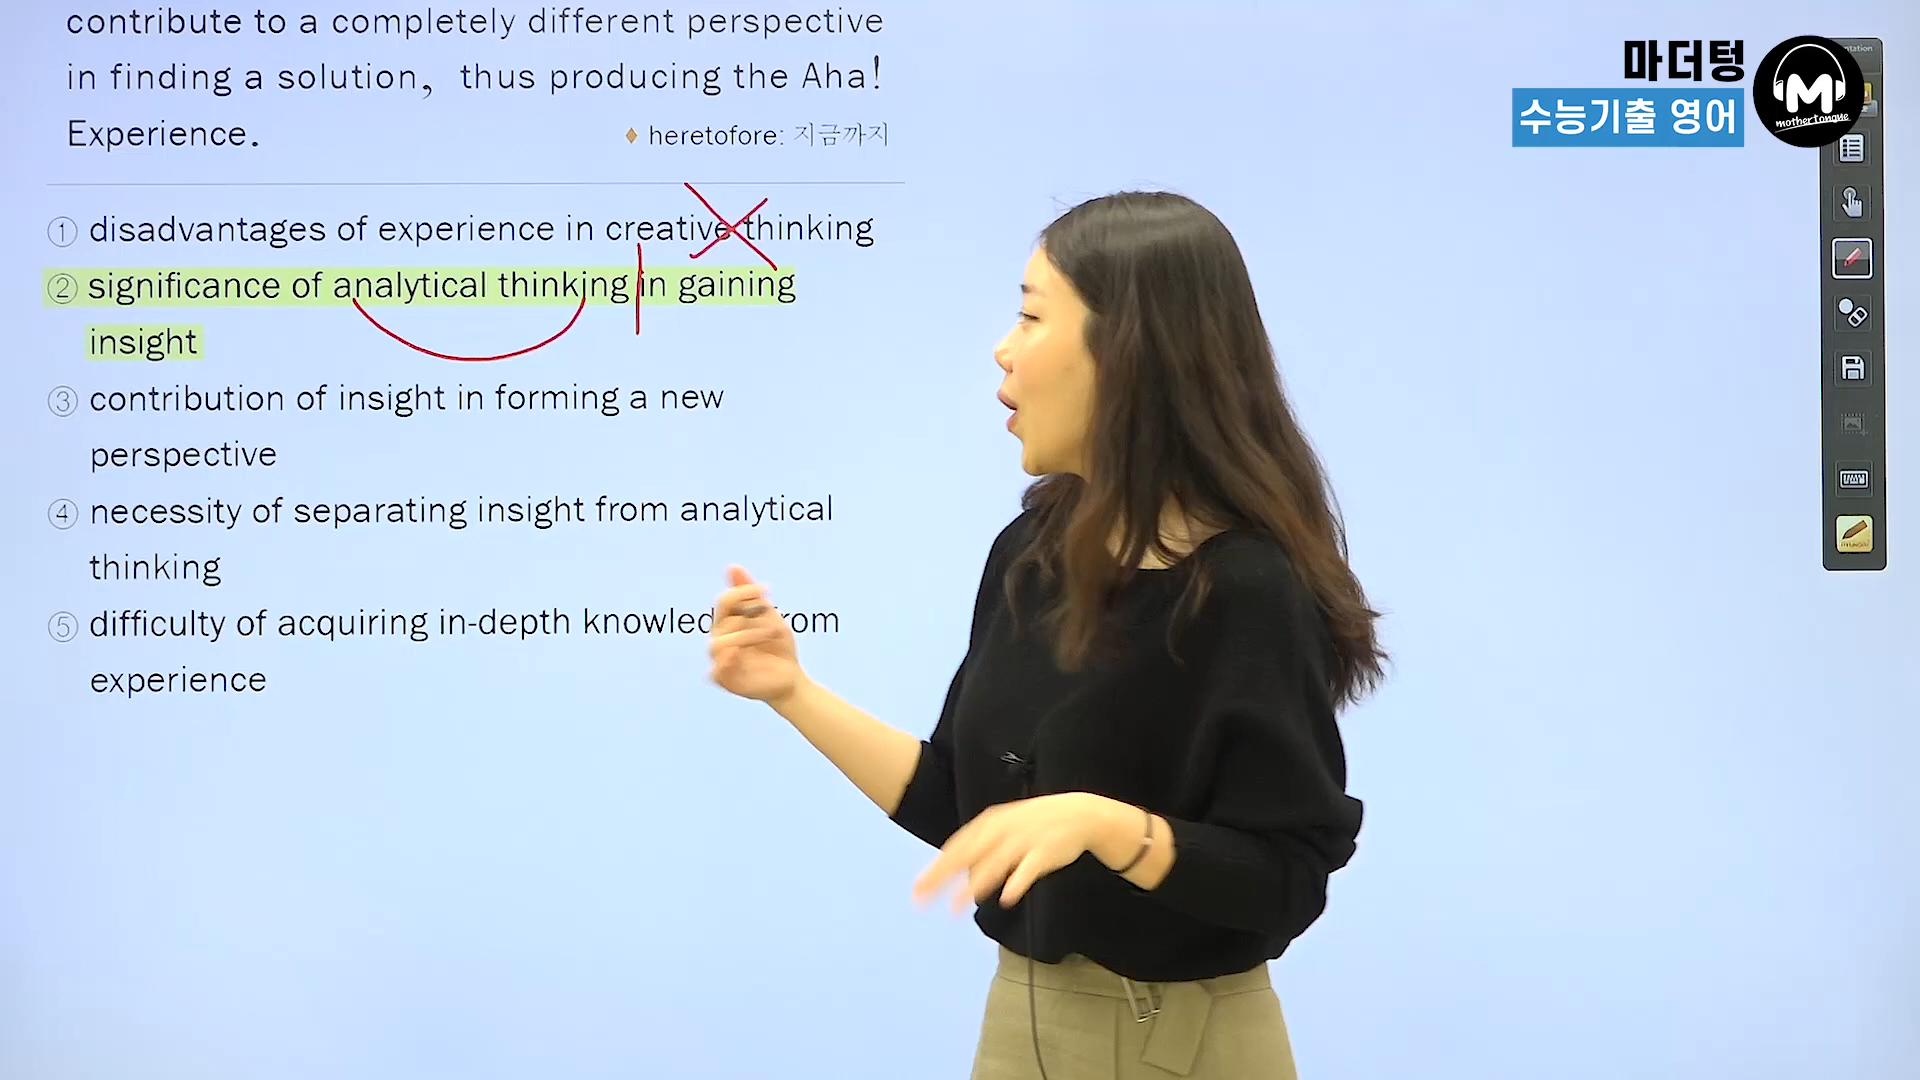 contribute to a completely different perspective
in finding a solution, thus producing the Aha!
Experience.
♦ heretofore: 지금까지
① disadvantages of experience in creative thinking
② significance of analytical thinking in gaining
insight
③ contribution of insight in forming a new
perspective
④ necessity of separating insight from analytical
thinking
⑤ difficulty of acquiring in-depth from
experience
마더텅
수능기출 영어
M
mothertongue